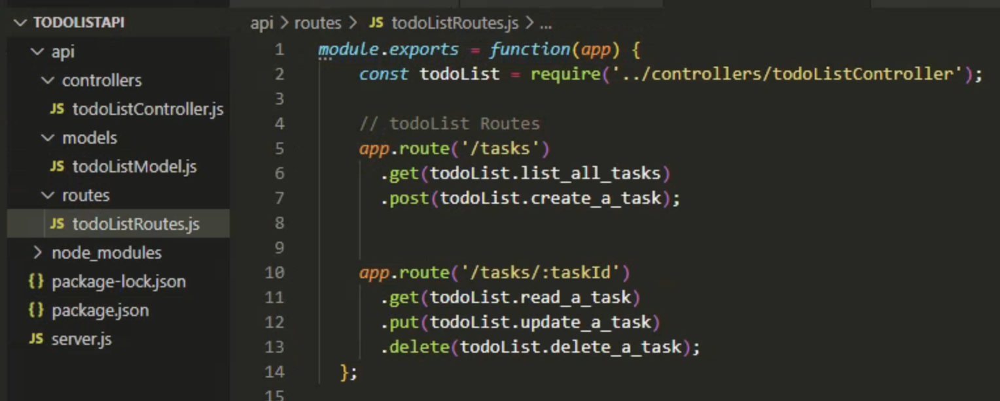 TODOLISTAPI
api
controllers
JS todoListController.js
models
JS todoListModel.js
routes
JS todoListRoutes.js
node_modules
{} package-lock.json
{} package.json
JS server.js
api > routes > JS todoListRoutes.js > ...
1 module.exports = function(app) {
2 const todoList = require('../controllers/todoListController');
3
4 // todoList Routes
5 app.route('/tasks')
6 .get(todoList.list_all_tasks)
7 .post(todoList.create_a_task);
8
9
10 app.route('/tasks/:taskId')
11 .get(todoList.read_a_task)
12 .put(todoList.update_a_task)
13 .delete(todoList.delete_a_task);
14 };
15